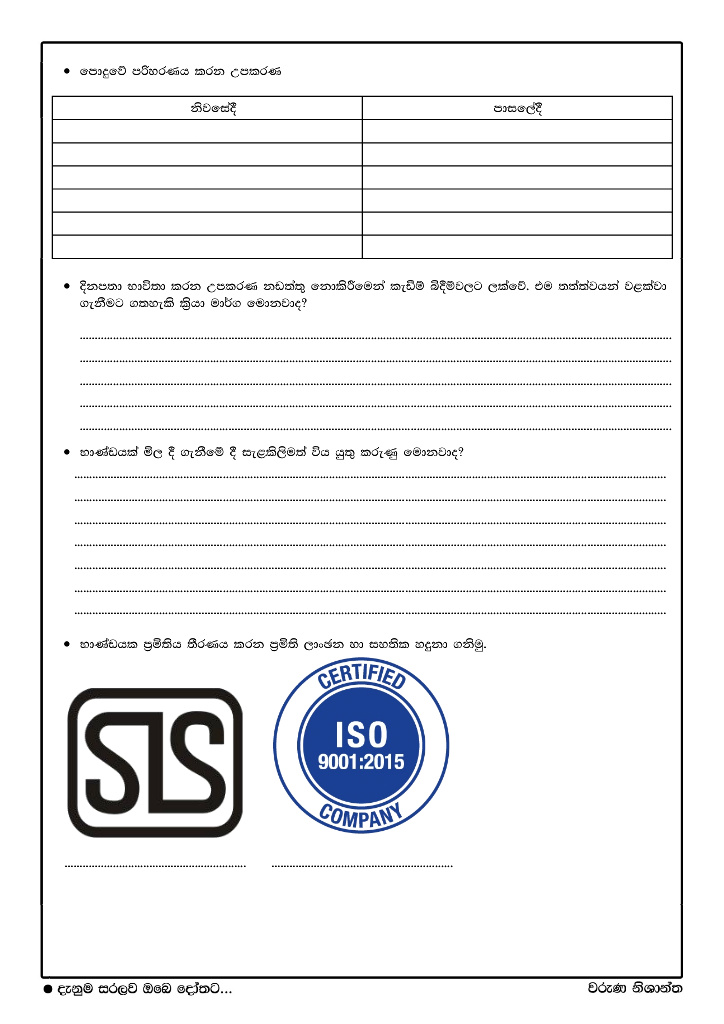 ● පොදුවේ පරිහරණය කරන උපකරණ
නිවසේදී පාසලේදී
● දිනපතා භාවිතා කරන උපකරණ නඩත්තු නොකිරීමෙන් කැඩීම් බිදීම්වලට ලක්වේ. එම තත්ත්වයන් වළක්වා
ගැනීමට ගතහැකි ක්‍රියා මාර්ග මොනවාද?
● භාණ්ඩයක් මිල දී ගැනීමේ දී සැළකිලිමත් විය යුතු කරුණු මොනවාද?
● භාණ්ඩයක ප්‍රමිතිය තීරණය කරන ප්‍රමිති ලාංඡන හා සහතික හදුනා ගනිමු.
SLS
CERTIFIED
ISO
9001:2015
COMPANY
● දැනුම සරලව ඔබෙ දෝතට... වරුණ නිශාන්ත